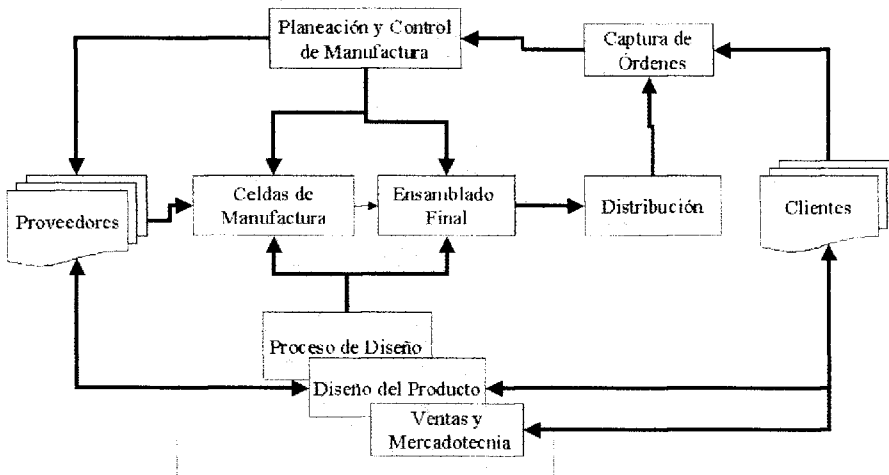 Planeación y Control
de Manufactura
Captura de
Órdenes
Proveedores
Celdas de
Manufactura
Ensamblado
Final
Distribución
Clientes
Proceso de Diseño
Diseño del Producto
Ventas y
Mercadotecnia